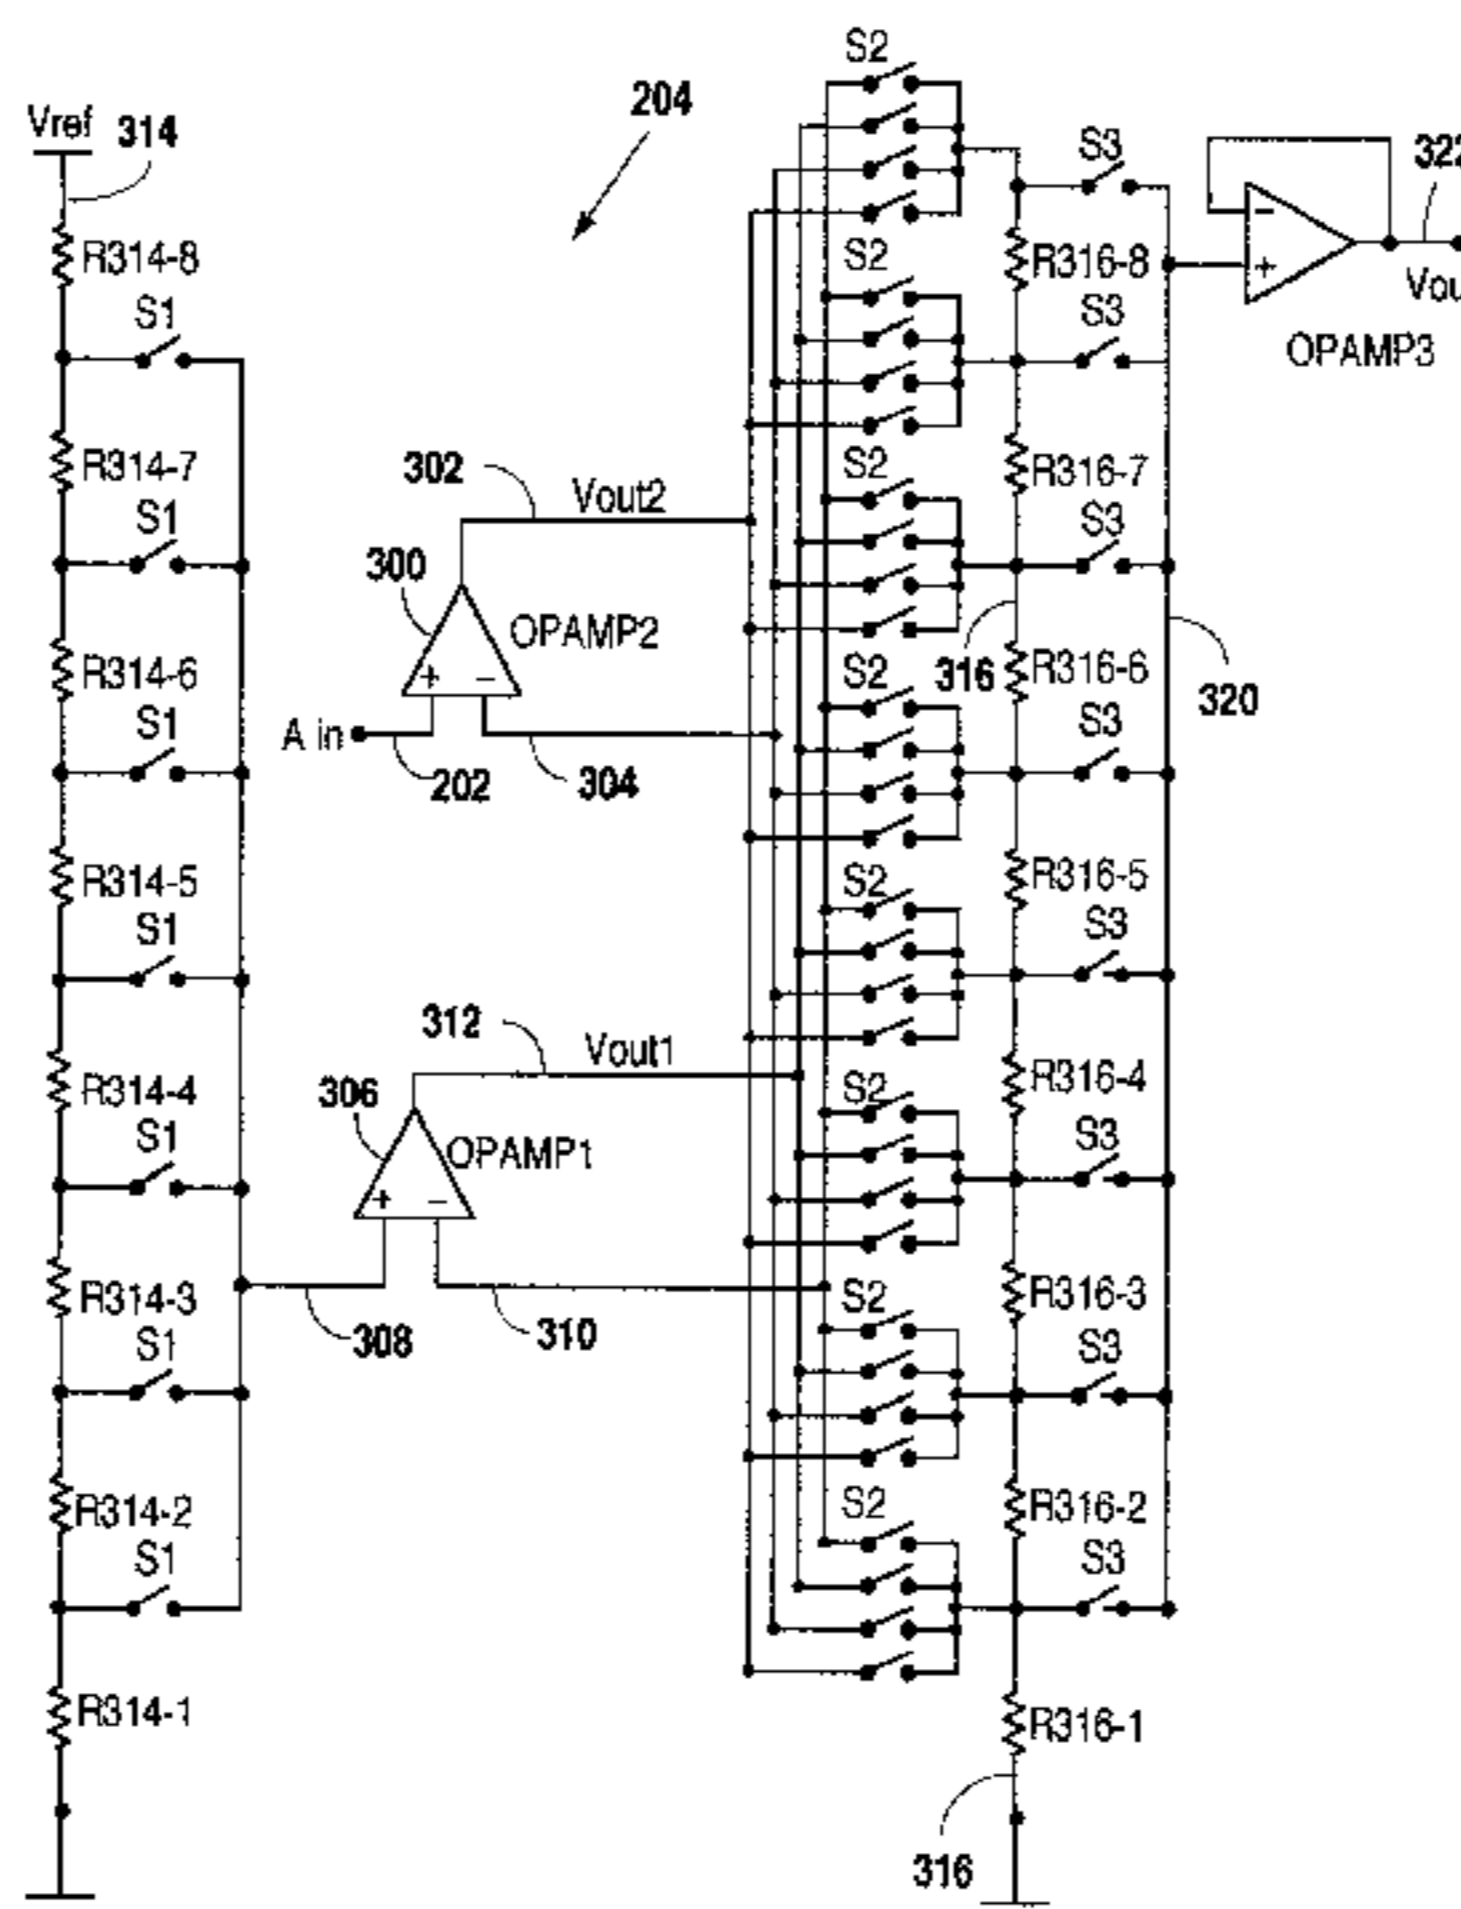 S2
204
Vref 314
S3
322
R314-8
S2
R316-8
Vou
S1
S3
OPAMP3
302
Vout2
S2
R314-7
R316-7
S1
S3
300
OPAMP2
S2
316
R316-6
320
R314-6
+ −
A in
S1
S3
202
304
R314-5
S2
R316-5
S1
S3
312
Vout1
306
S2
R316-4
R314-4
S1
OPAMP1
S3
+ −
R314-3
S2
R316-3
308
310
S1
S3
R314-2
S2
R316-2
S1
S3
R314-1
R316-1
316
- +